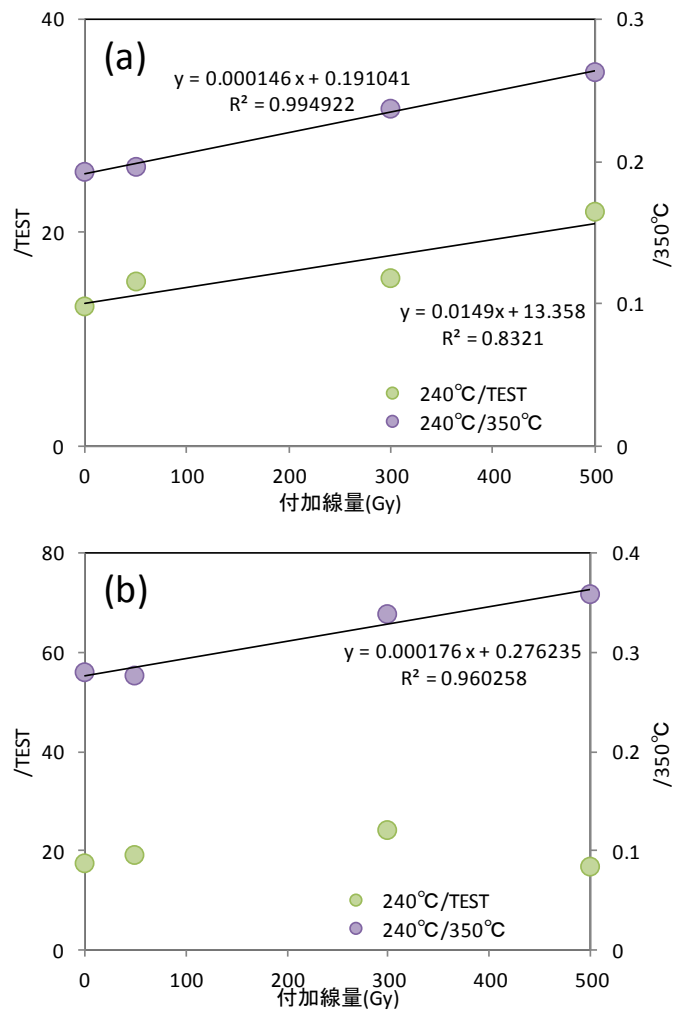 40
0.3
(a)
y = 0.000146 x + 0.191041
R² = 0.994922
0.2
20
/TEST
/350℃
0.1
y = 0.0149x + 13.358
R² = 0.8321
240℃/TEST
240℃/350℃
0
0
0
100
200
300
400
500
付加線量(Gy)
80
0.4
(b)
60
0.3
y = 0.000176 x + 0.276235
R² = 0.960258
/TEST
40
0.2
/350℃
20
0.1
240℃/TEST
240℃/350℃
0
0
0
100
200
300
400
500
付加線量(Gy)